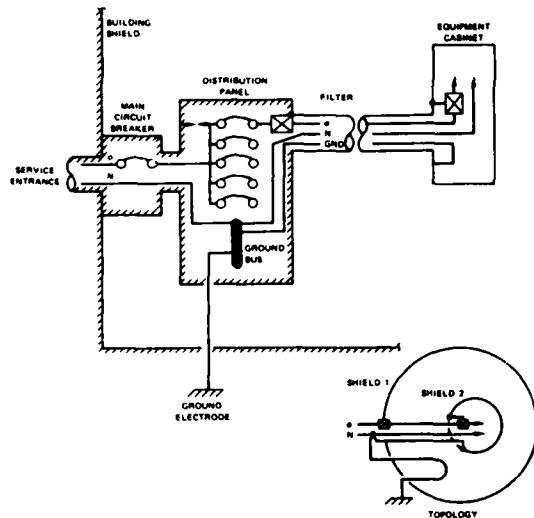 BUILDING
SHIELD
EQUIPMENT
CABINET
DISTRIBUTION
PANEL
FILTER
MAIN
CIRCUIT
BREAKER
ø
N
GND
SERVICE
ENTRANCE
ø
N
GROUND
BUS
GROUND
ELECTRODE
SHIELD 1
SHIELD 2
ø
N
TOPOLOGY